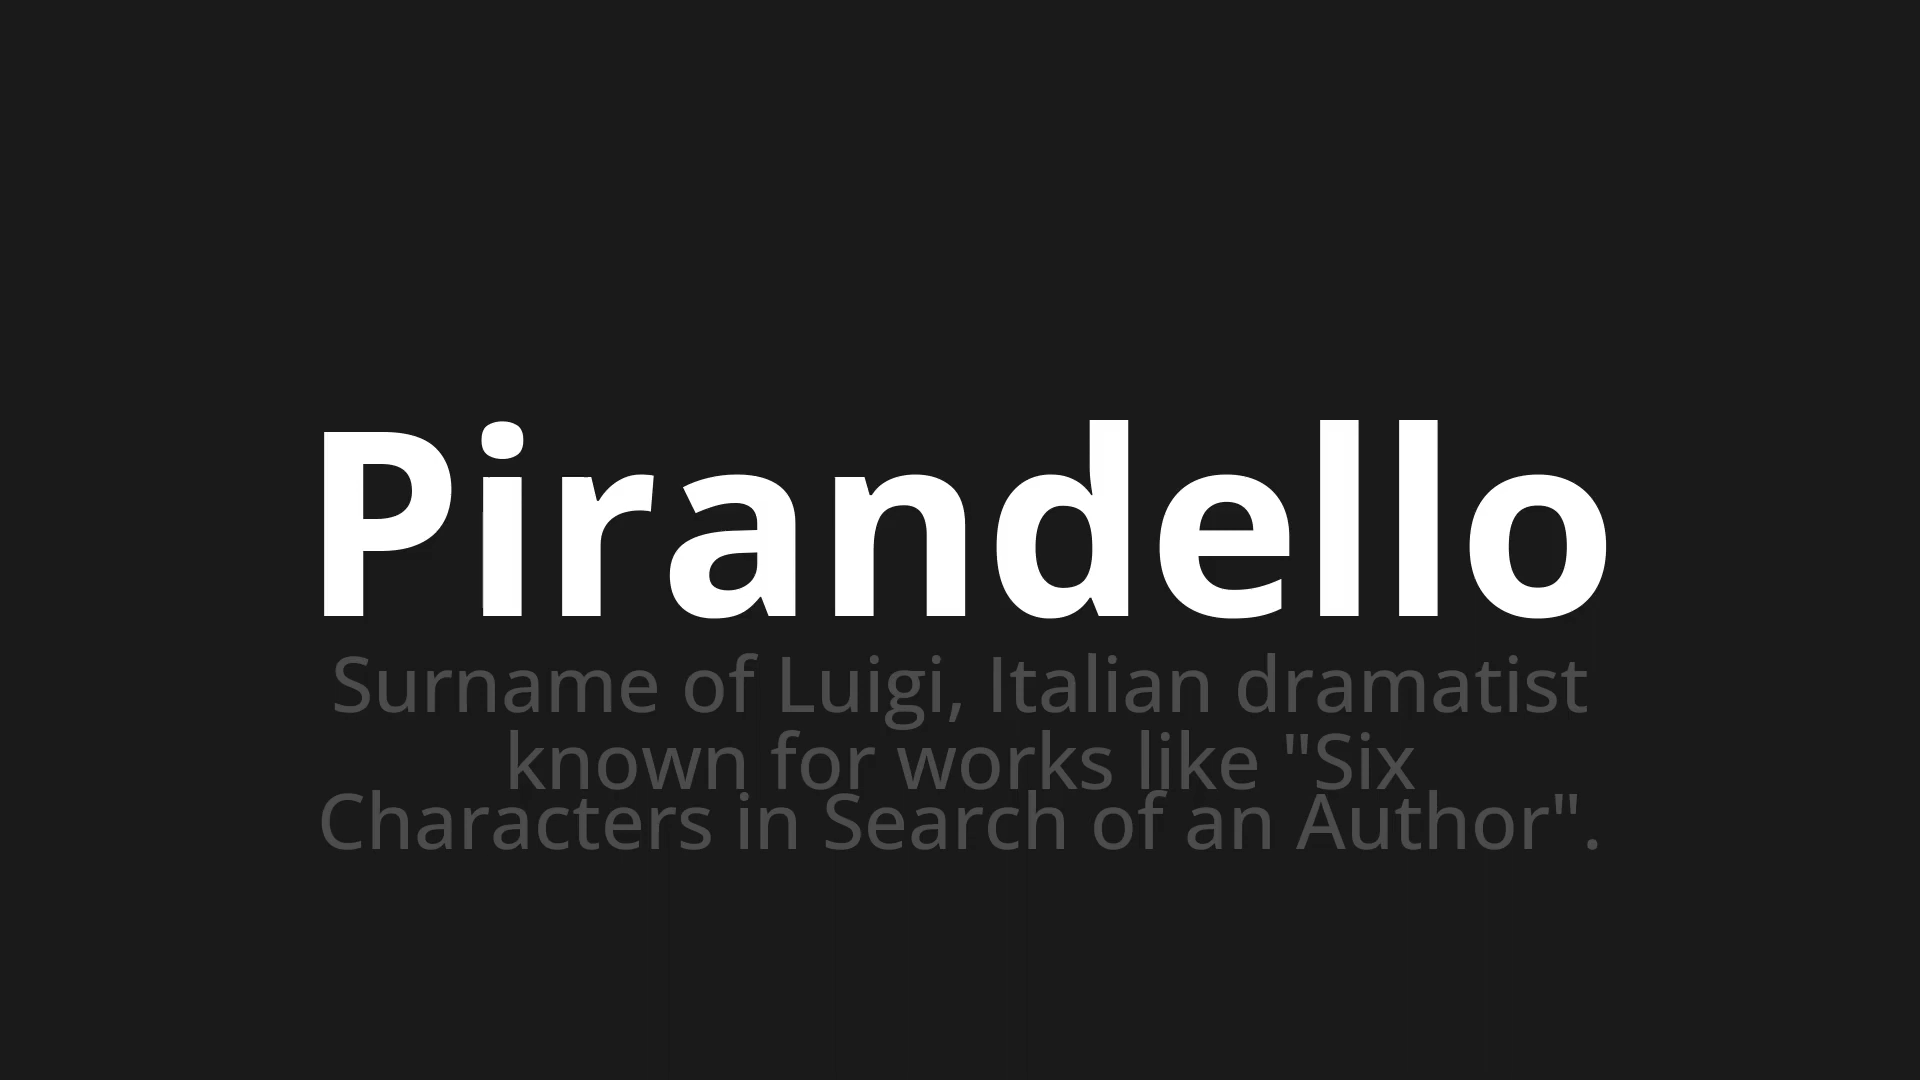 Pirandello
Surname of Luigi, Italian dramatist
known for works like "Six
Characters in Search of an Author".